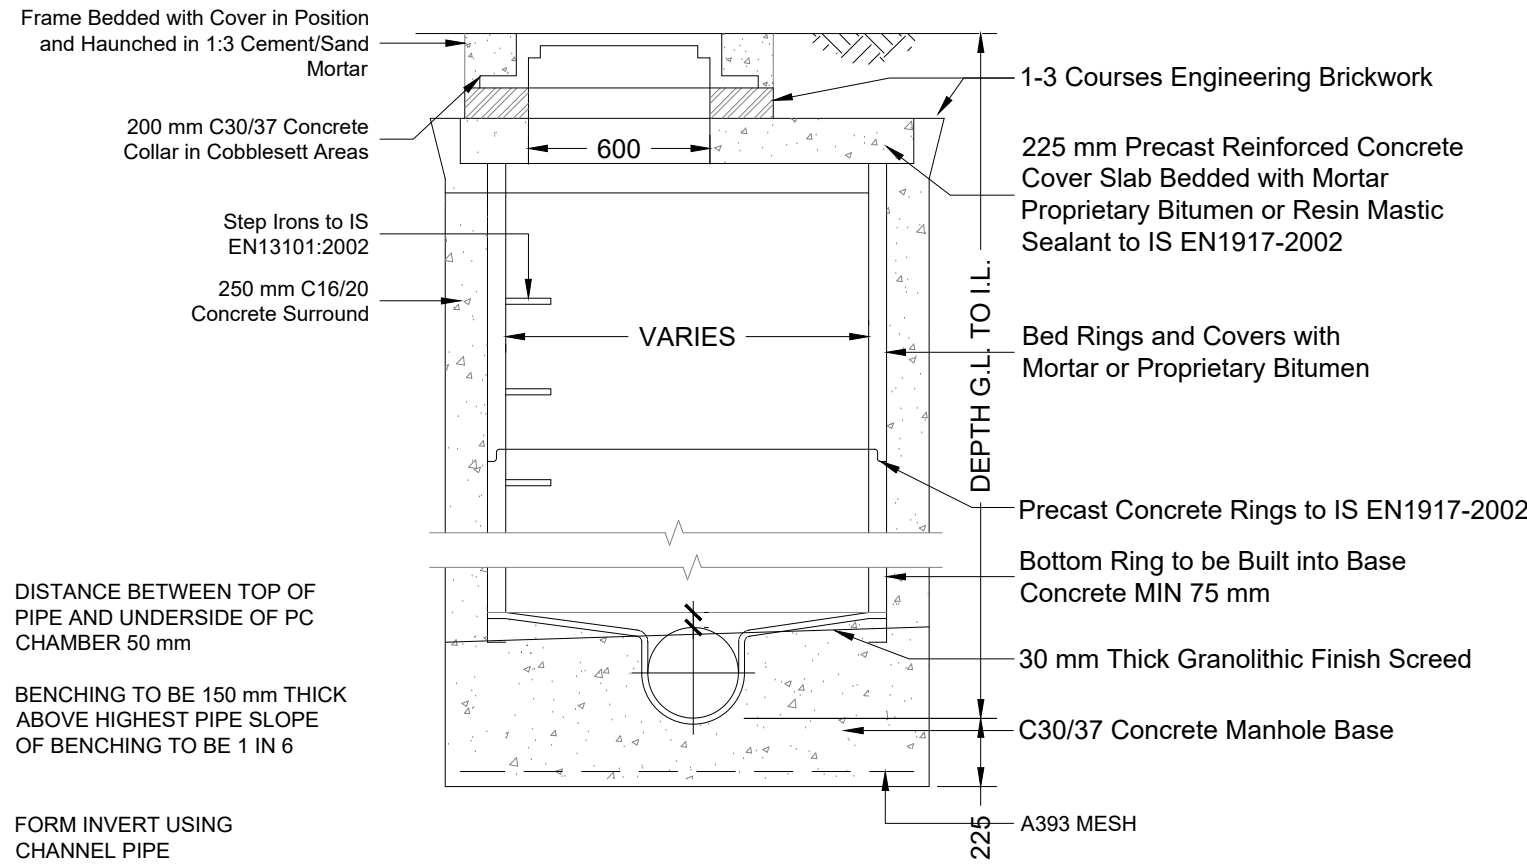 Frame Bedded with Cover in Position
and Haunched in 1:3 Cement/Sand
Mortar
200 mm C30/37 Concrete
Collar in Cobblesett Areas
Step Irons to IS
EN13101:2002
250 mm C16/20
Concrete Surround
DISTANCE BETWEEN TOP OF
PIPE AND UNDERSIDE OF PC
CHAMBER 50 mm
BENCHING TO BE 150 mm THICK
ABOVE HIGHEST PIPE SLOPE
OF BENCHING TO BE 1 IN 6
FORM INVERT USING
CHANNEL PIPE
600
VARIES
DEPTH G.L. TO I.L.
225
1-3 Courses Engineering Brickwork
225 mm Precast Reinforced Concrete
Cover Slab Bedded with Mortar
Proprietary Bitumen or Resin Mastic
Sealant to IS EN1917-2002
Bed Rings and Covers with
Mortar or Proprietary Bitumen
Precast Concrete Rings to IS EN1917-2002
Bottom Ring to be Built into Base
Concrete MIN 75 mm
30 mm Thick Granolithic Finish Screed
C30/37 Concrete Manhole Base
A393 MESH